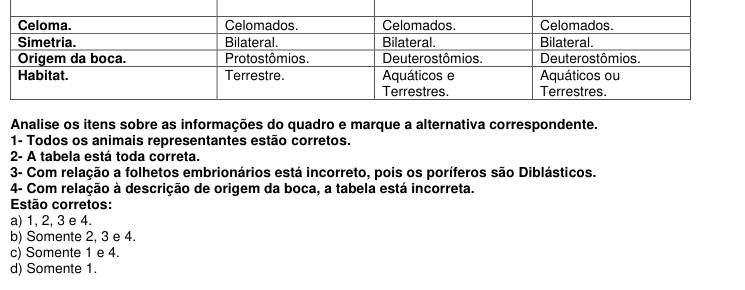 Celoma. Celomados. Celomados. Celomados.
Simetria. Bilateral. Bilateral. Bilateral.
Origem da boca. Protostômios. Deuterostômios. Deuterostômios.
Habitat. Terrestre. Aquáticos e Aquáticos ou
Terrestres. Terrestres.
Analise os itens sobre as informações do quadro e marque a alternativa correspondente.
1- Todos os animais representantes estão corretos.
2- A tabela está toda correta.
3- Com relação a folhetos embrionários está incorreto, pois os poríferos são Diblásticos.
4- Com relação à descrição de origem da boca, a tabela está incorreta.
Estão corretos:
a) 1, 2, 3 e 4.
b) Somente 2, 3 e 4.
c) Somente 1 e 4.
d) Somente 1.